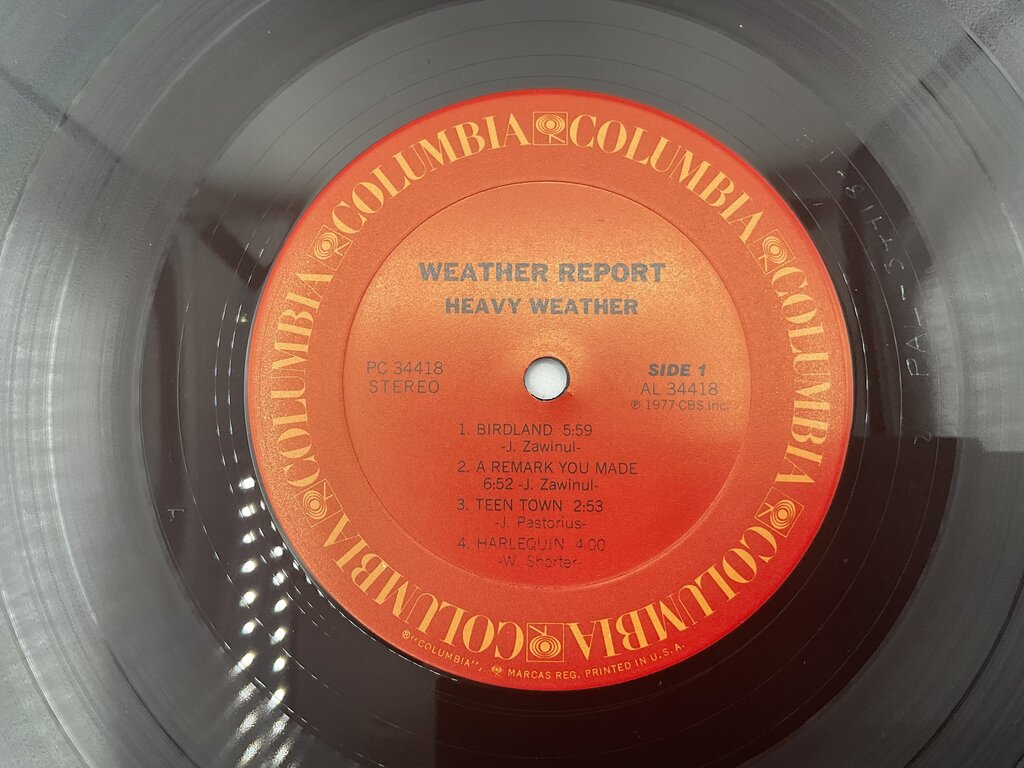 COLUMBIA COLUMBIA COLUMBIA COLUMBIA COLUMBIA COLUMBIA COLUMBIA COLUMBIA
WEATHER REPORT
HEAVY WEATHER
PC 34418
STEREO
SIDE 1
AL 34418
℗ 1977 CBS Inc.
1. BIRDLAND 5:59
-J. Zawinul-
2. A REMARK YOU MADE
6:52 -J. Zawinul-
3. TEEN TOWN 2:53
-J. Pastorius-
4. HARLEQUIN 4:00
-W. Shorter-
®"COLUMBIA", MARCAS REG. PRINTED IN U.S.A.